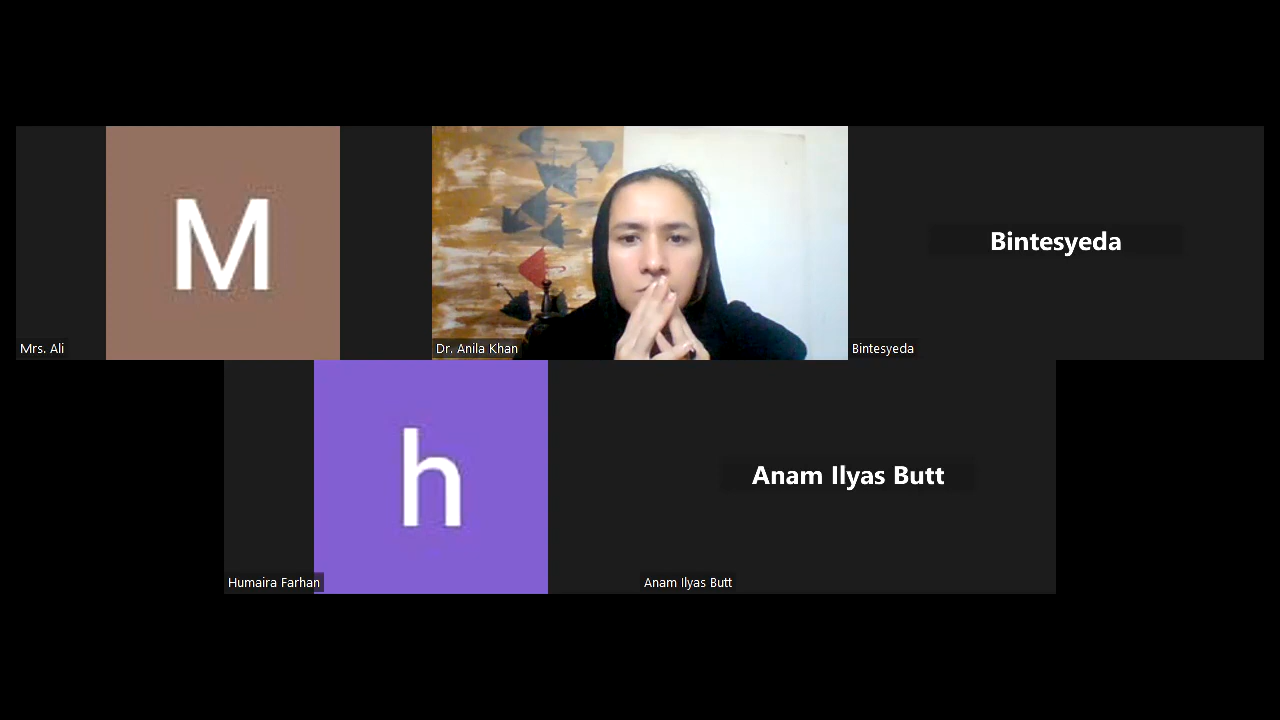 M
Mrs. Ali
Dr. Anila Khan
Bintesyeda
Bintesyeda
h
Humaira Farhan
Anam Ilyas Butt
Anam Ilyas Butt